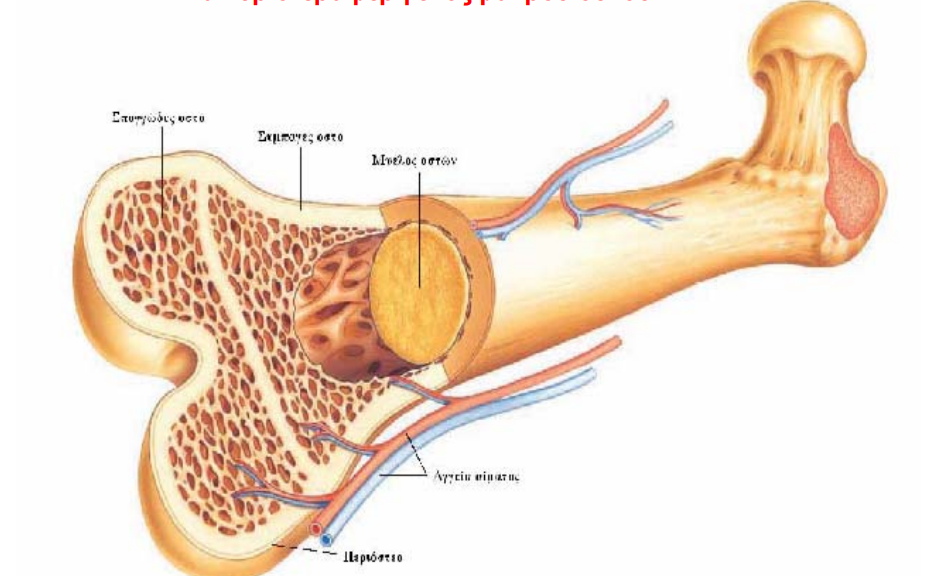 Σπογγώδες οστό
Συμπαγές οστό
Μυελός οστών
Αγγεία αίματος
Περιόστεο